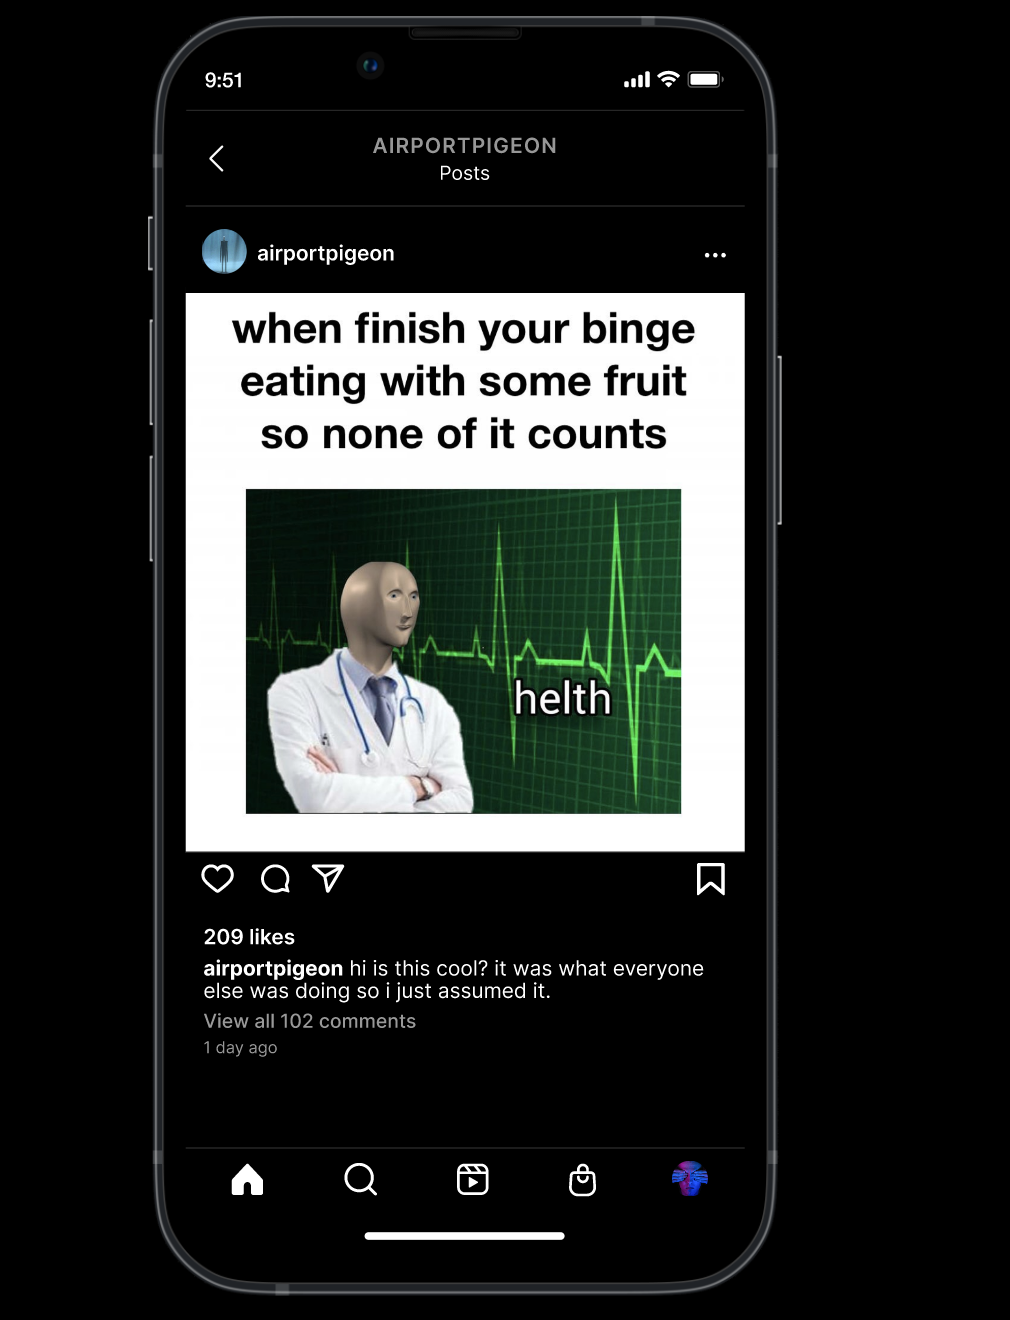 9:51
AIRPORTPIGEON
Posts
airportpigeon
when finish your binge
eating with some fruit
so none of it counts
helth
209 likes
airportpigeon hi is this cool? it was what everyone
else was doing so i just assumed it.
View all 102 comments
1 day ago